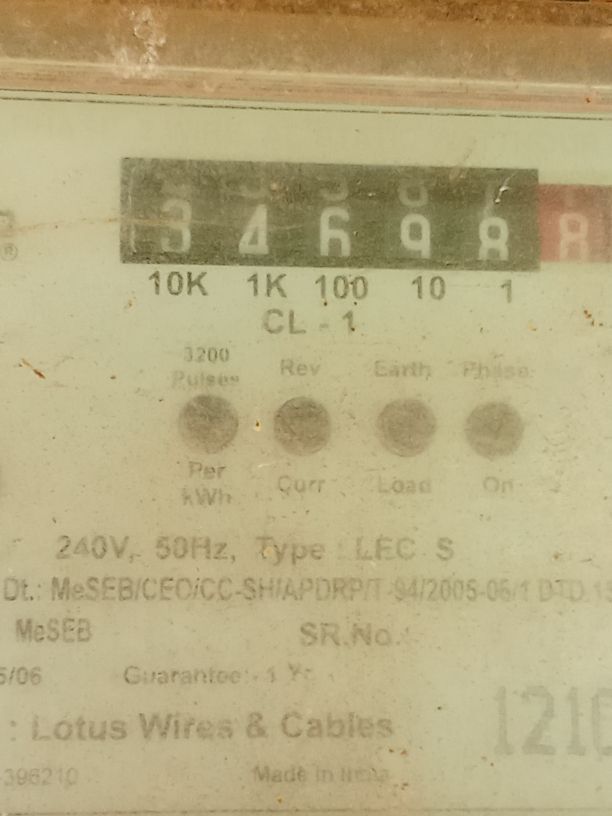 34698 8
10K 1K 100 10 1
CL - 1
3200 Rev Earth Phase
Pulses
Per Curr Load On
kWh
240V, 50Hz, Type : LEC S
Dt.: MeSEB/CEO/CC-SH/APDRP/T-94/2005-06/1 DTD.15
MeSEB SR.No.:
5/06 Guarantee:- 1 Yr
: Lotus Wires & Cables 1210
-396210 Made in India
®